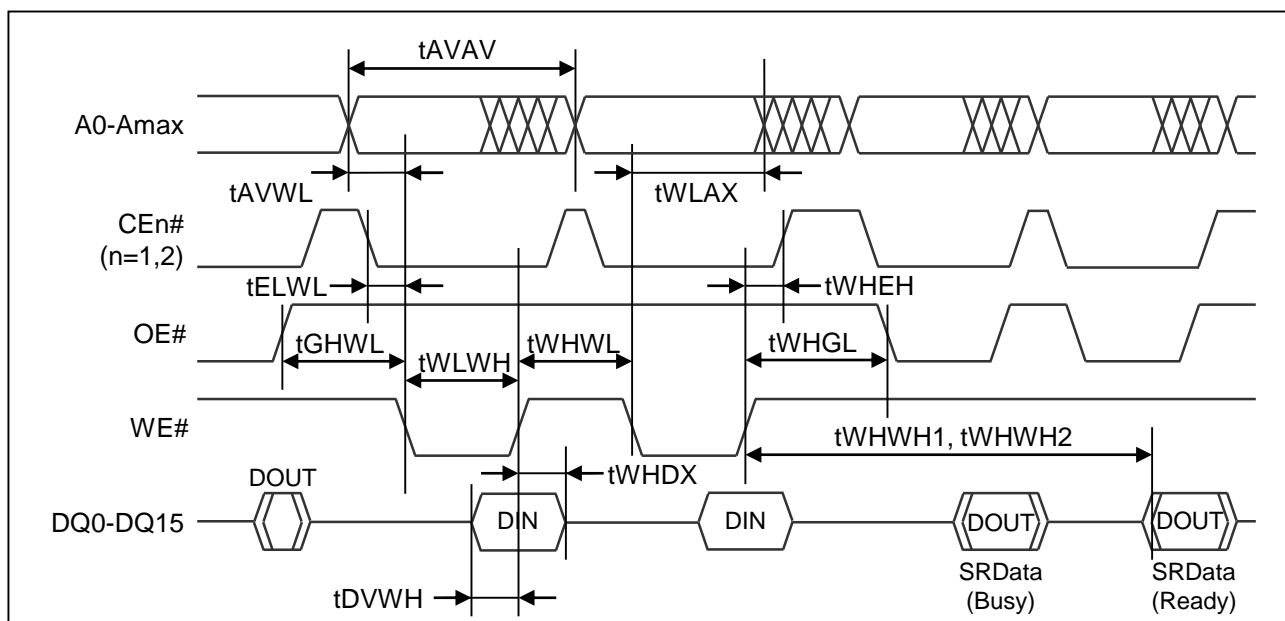 tAVAV
A0-Amax
tAVWL
tWLAX
CEn#
(n=1,2)
tELWL
tWHEH
OE#
tGHWL
tWLWH
tWHWL
tWHGL
WE#
tWHWH1, tWHWH2
tWHDX
DOUT
DQ0-DQ15
DIN
DIN
DOUT
DOUT
SRData
(Busy)
SRData
(Ready)
tDVWH